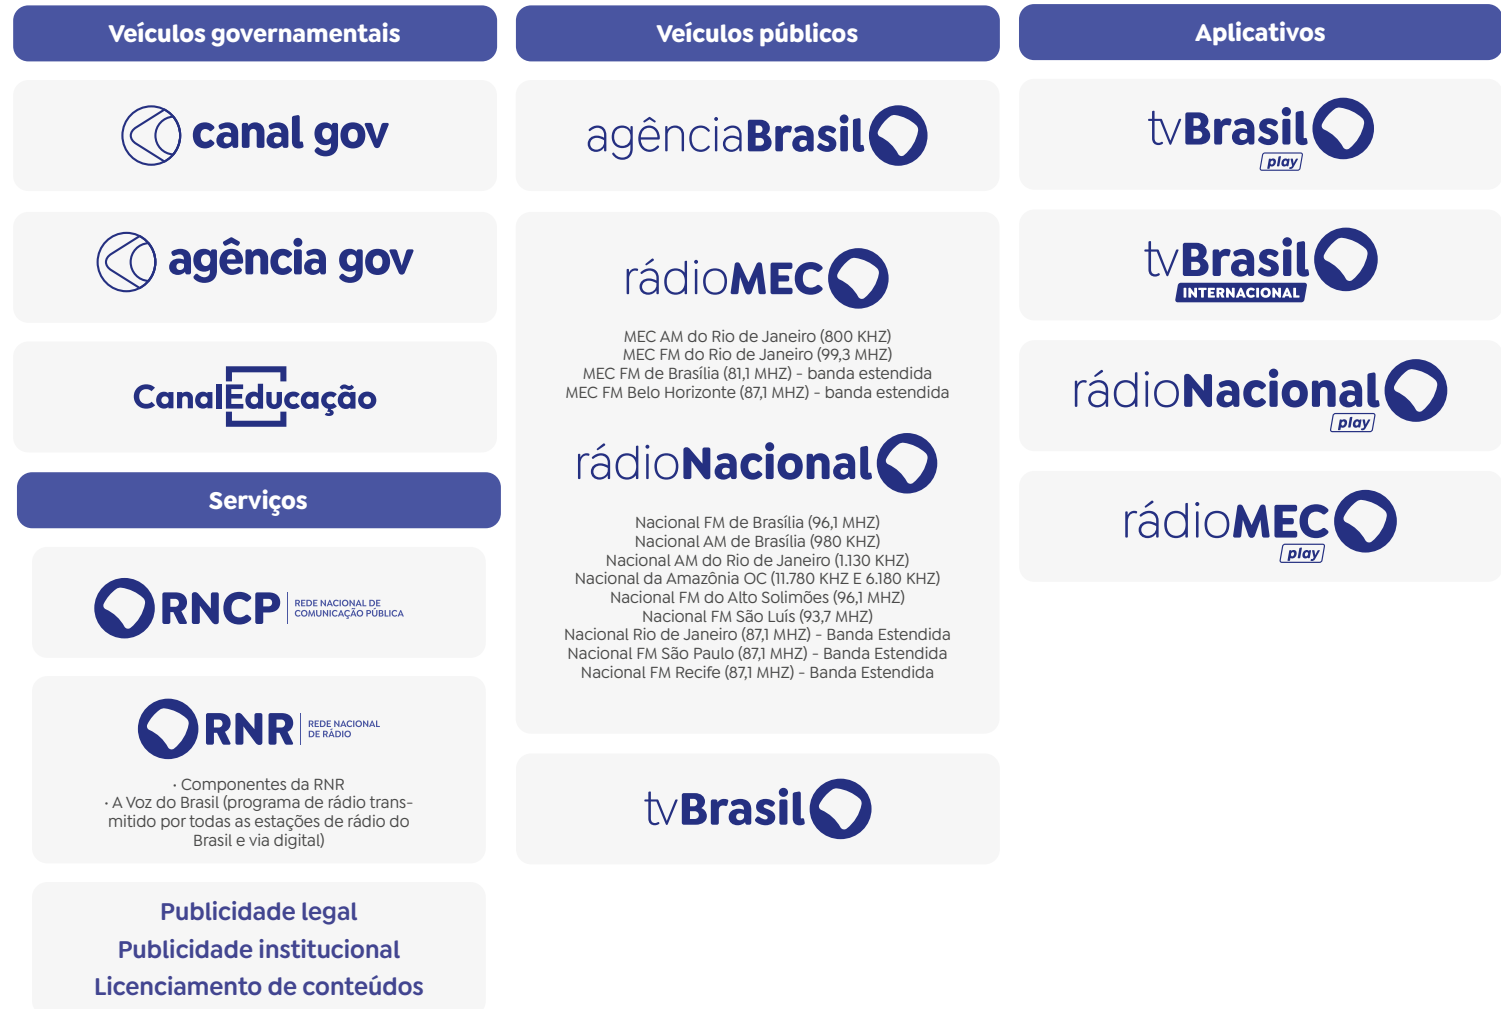 Veículos governamentais
canal gov
agência gov
CanalEducação
Serviços
RNCP
REDE NACIONAL DE
COMUNICAÇÃO PÚBLICA
RNR
REDE NACIONAL
DE RÁDIO
· Componentes da RNR
· A Voz do Brasil (programa de rádio trans-
mitido por todas as estações de rádio do
Brasil e via digital)
Publicidade legal
Publicidade institucional
Licenciamento de conteúdos
Veículos públicos
agênciaBrasil
rádioMEC
MEC AM do Rio de Janeiro (800 KHZ)
MEC FM do Rio de Janeiro (99,3 MHZ)
MEC FM de Brasília (81,1 MHZ) - banda estendida
MEC FM Belo Horizonte (87,1 MHZ) - banda estendida
rádioNacional
Nacional FM de Brasília (96,1 MHZ)
Nacional AM de Brasília (980 KHZ)
Nacional AM do Rio de Janeiro (1.130 KHZ)
Nacional da Amazônia OC (11.780 KHZ E 6.180 KHZ)
Nacional FM do Alto Solimões (96,1 MHZ)
Nacional FM São Luís (93,7 MHZ)
Nacional Rio de Janeiro (87,1 MHZ) - Banda Estendida
Nacional FM São Paulo (87,1 MHZ) - Banda Estendida
Nacional FM Recife (87,1 MHZ) - Banda Estendida
tvBrasil
Aplicativos
tvBrasil
play
tvBrasil
INTERNACIONAL
rádioNacional
play
rádioMEC
play